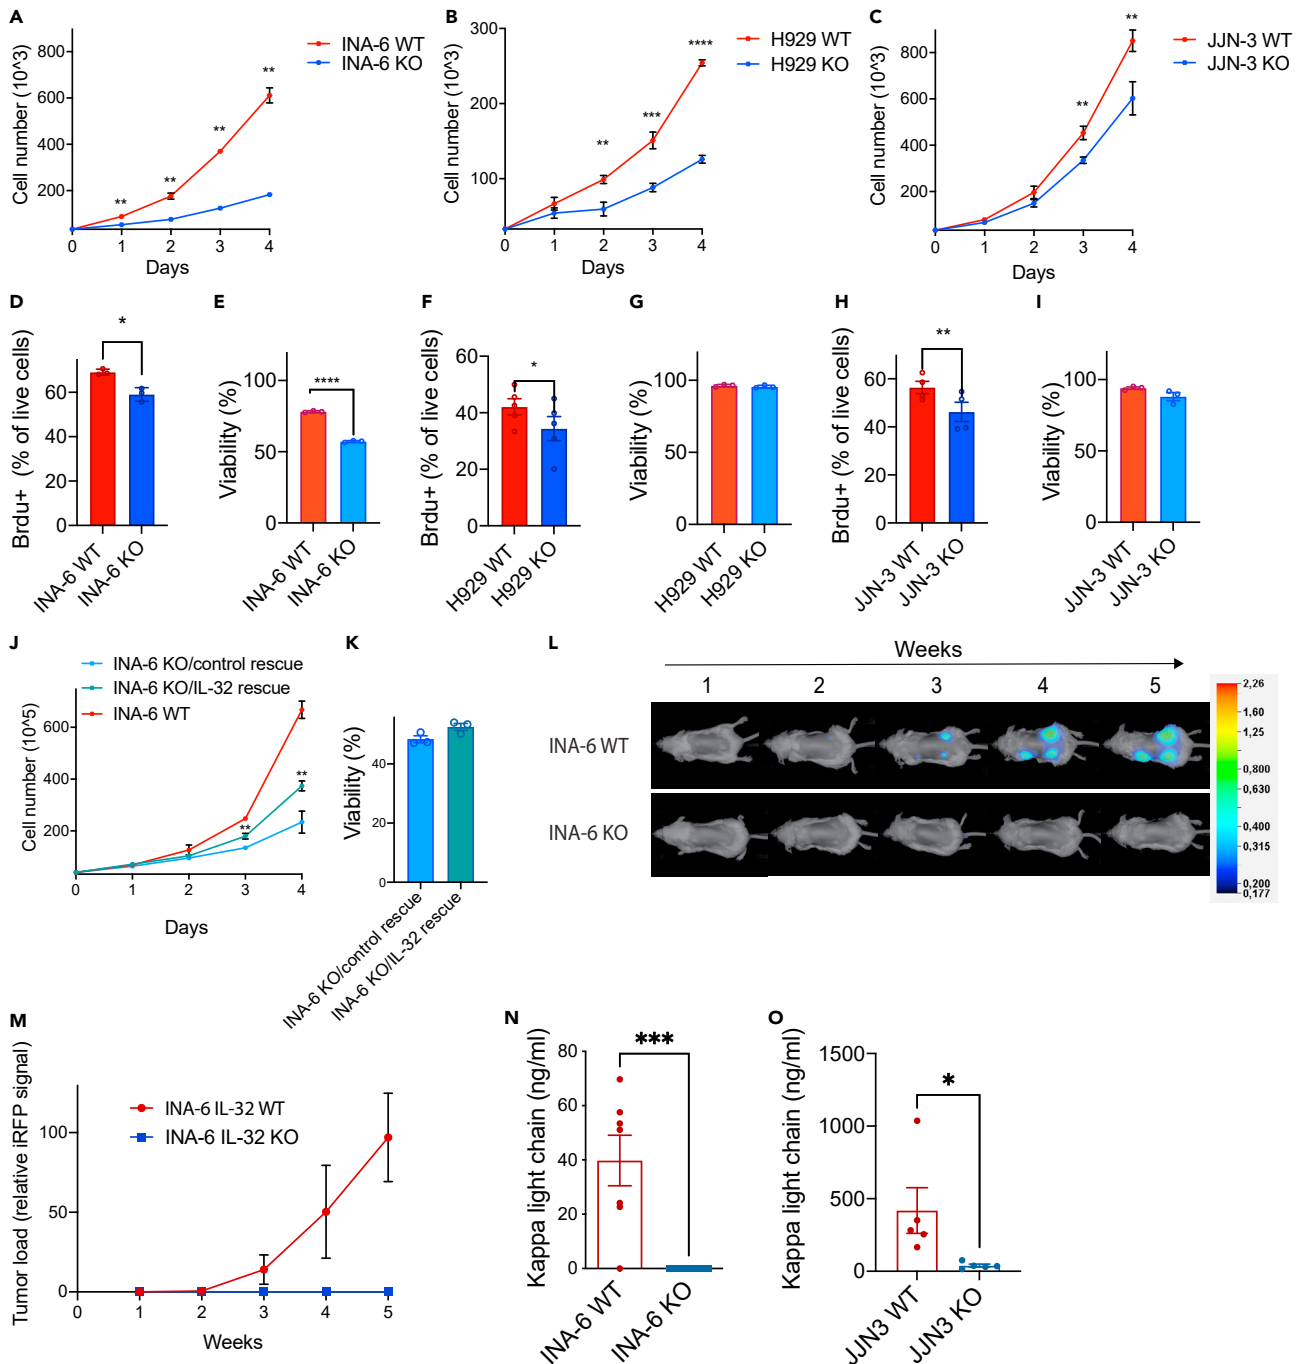 A
Cell number (10^3)
800
600
400
200
0 1 2 3 4
Days
** ** ** **
INA-6 WT
INA-6 KO
B
Cell number (10^3)
300
200
100
0 1 2 3 4
Days
** *** ****
H929 WT
H929 KO
C
Cell number (10^3)
800
600
400
200
0 1 2 3 4
Days
** **
JJN-3 WT
JJN-3 KO
D
Brdu+ (% of live cells)
60
40
20
0
*
INA-6 WT
INA-6 KO
E
Viability (%)
100
50
0
****
INA-6 WT
INA-6 KO
F
Brdu+ (% of live cells)
60
40
20
0
*
H929 WT
H929 KO
G
Viability (%)
100
50
0
H929 WT
H929 KO
H
Brdu+ (% of live cells)
60
40
20
0
**
JJN-3 WT
JJN-3 KO
I
Viability (%)
100
50
0
JJN-3 WT
JJN-3 KO
J
INA-6 KO/control rescue
INA-6 KO/IL-32 rescue
INA-6 WT
Cell number (10^5)
600
400
200
0 1 2 3 4
Days
** **
K
Viability (%)
40
20
0
INA-6 KO/control rescue
INA-6 KO/IL-32 rescue
L
Weeks
1 2 3 4 5
INA-6 WT
INA-6 KO
2,26
1,60
1,25
0,800
0,630
0,400
0,315
0,200
0,177
M
Tumor load (relative iRFP signal)
100
50
0
0 1 2 3 4 5
Weeks
INA-6 IL-32 WT
INA-6 IL-32 KO
N
Kappa light chain (ng/ml)
80
60
40
20
0
***
INA-6 WT
INA-6 KO
O
Kappa light chain (ng/ml)
1500
1000
500
0
*
JJN3 WT
JJN3 KO